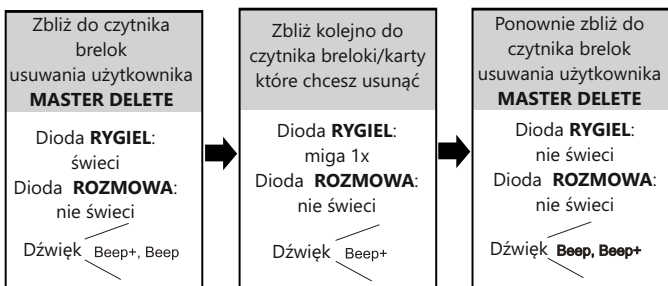 Zbliż do czytnika
brelok
usuwania użytkownika
MASTER DELETE
Dioda RYGIEL:
świeci
Dioda ROZMOWA:
nie świeci
Dźwięk Beep+, Beep
Zbliż kolejno do
czytnika breloki/karty
które chcesz usunąć
Dioda RYGIEL:
miga 1x
Dioda ROZMOWA:
nie świeci
Dźwięk Beep+
Ponownie zbliż do
czytnika brelok
usuwania użytkownika
MASTER DELETE
Dioda RYGIEL:
nie świeci
Dioda ROZMOWA:
nie świeci
Dźwięk Beep, Beep+